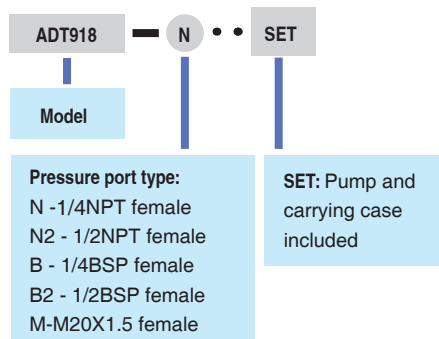 ADT918 — N • • SET
Model
Pressure port type:
N -1/4NPT female
N2 - 1/2NPT female
B - 1/4BSP female
B2 - 1/2BSP female
M-M20X1.5 female
SET: Pump and
carrying case
included